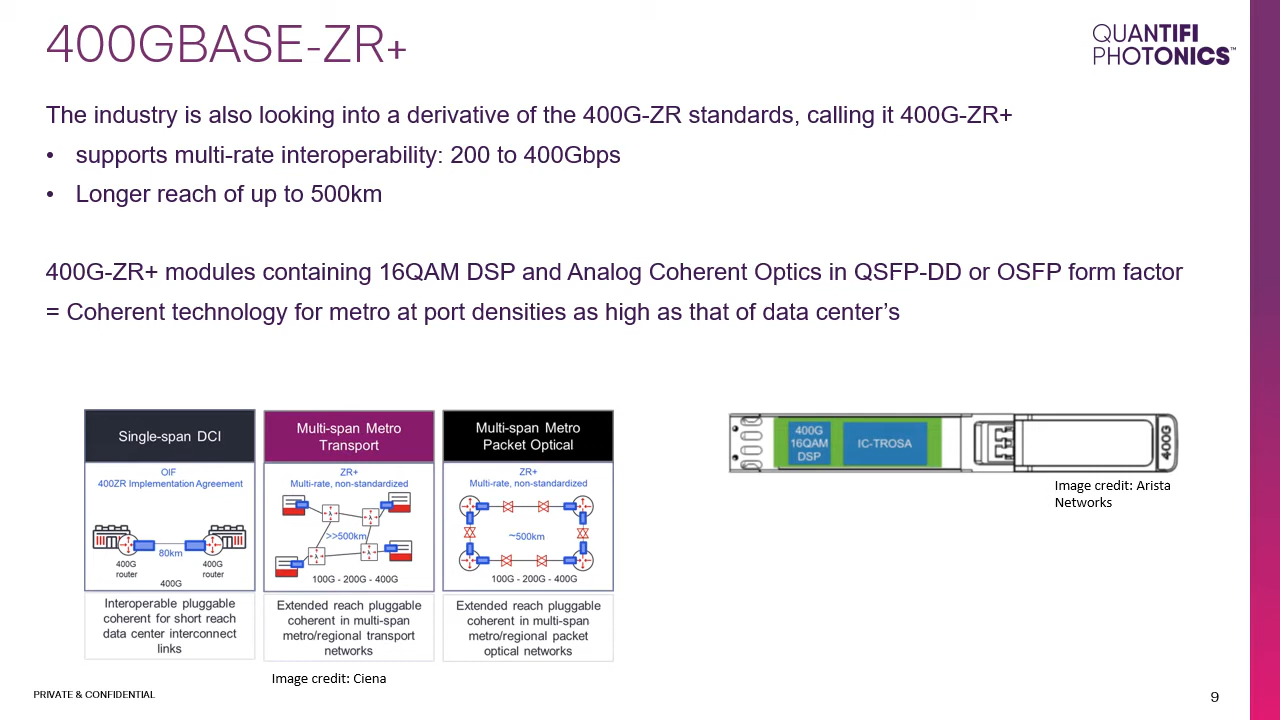 400GBASE-ZR+
QUANTIFI
PHOTONICS™
The industry is also looking into a derivative of the 400G-ZR standards, calling it 400G-ZR+
• supports multi-rate interoperability: 200 to 400Gbps
• Longer reach of up to 500km
400G-ZR+ modules containing 16QAM DSP and Analog Coherent Optics in QSFP-DD or OSFP form factor
= Coherent technology for metro at port densities as high as that of data center’s
Single-span DCI
OIF
400ZR Implementation Agreement
80km
400G
router
400G
router
400G
Interoperable pluggable
coherent for short reach
data center interconnect
links
Multi-span Metro
Transport
ZR+
Multi-rate, non-standardized
λ
λ
λ
λ
>>500km
100G - 200G - 400G
Extended reach pluggable
coherent in multi-span
metro/regional transport
networks
Multi-span Metro
Packet Optical
ZR+
Multi-rate, non-standardized
~500km
100G - 200G - 400G
Extended reach pluggable
coherent in multi-span
metro/regional packet
optical networks
Image credit: Ciena
400G
16QAM
DSP
IC-TROSA
400G
Image credit: Arista
Networks
PRIVATE & CONFIDENTIAL
9